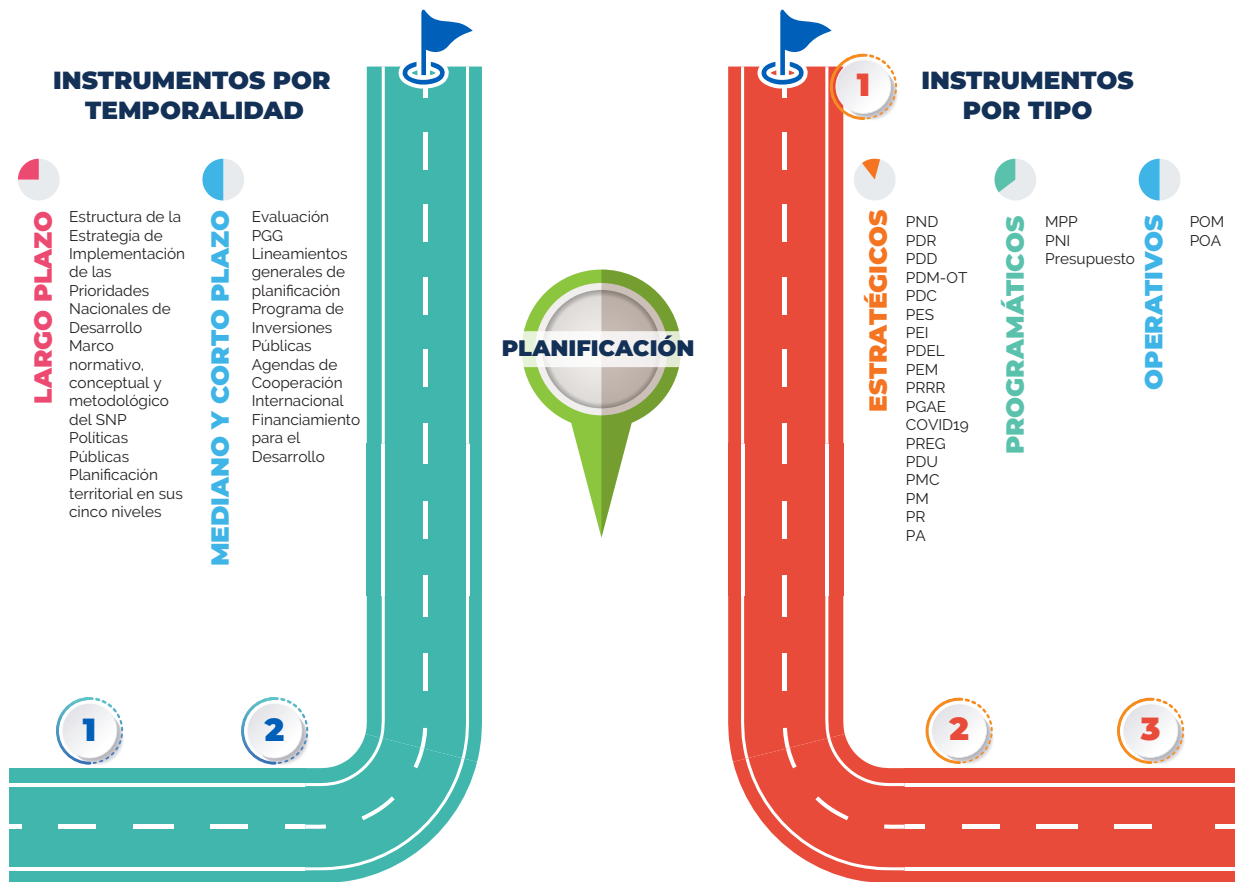 INSTRUMENTOS POR
TEMPORALIDAD
LARGO PLAZO
Estructura de la
Estrategía de
Implementación
de las
Prioridades
Nacionales de
Desarrollo
Marco
normativo,
conceptual y
metodológico
del SNP
Políticas
Públicas
Planificación
territorial en sus
cinco niveles
MEDIANO Y CORTO PLAZO
Evaluación
PGG
Lineamientos
generales de
planificación
Programa de
Inversiones
Públicas
Agendas de
Cooperación
Internacional
Financiamiento
para el
Desarrollo
1
2
PLANIFICACIÓN
1
INSTRUMENTOS
POR TIPO
ESTRATÉGICOS
PND
PDR
PDD
PDM-OT
PDC
PES
PEI
PDEL
PEM
PRRR
PGAE
COVID19
PREG
PDU
PMC
PM
PR
PA
PROGRAMÁTICOS
MPP
PNI
Presupuesto
OPERATIVOS
POM
POA
2
3